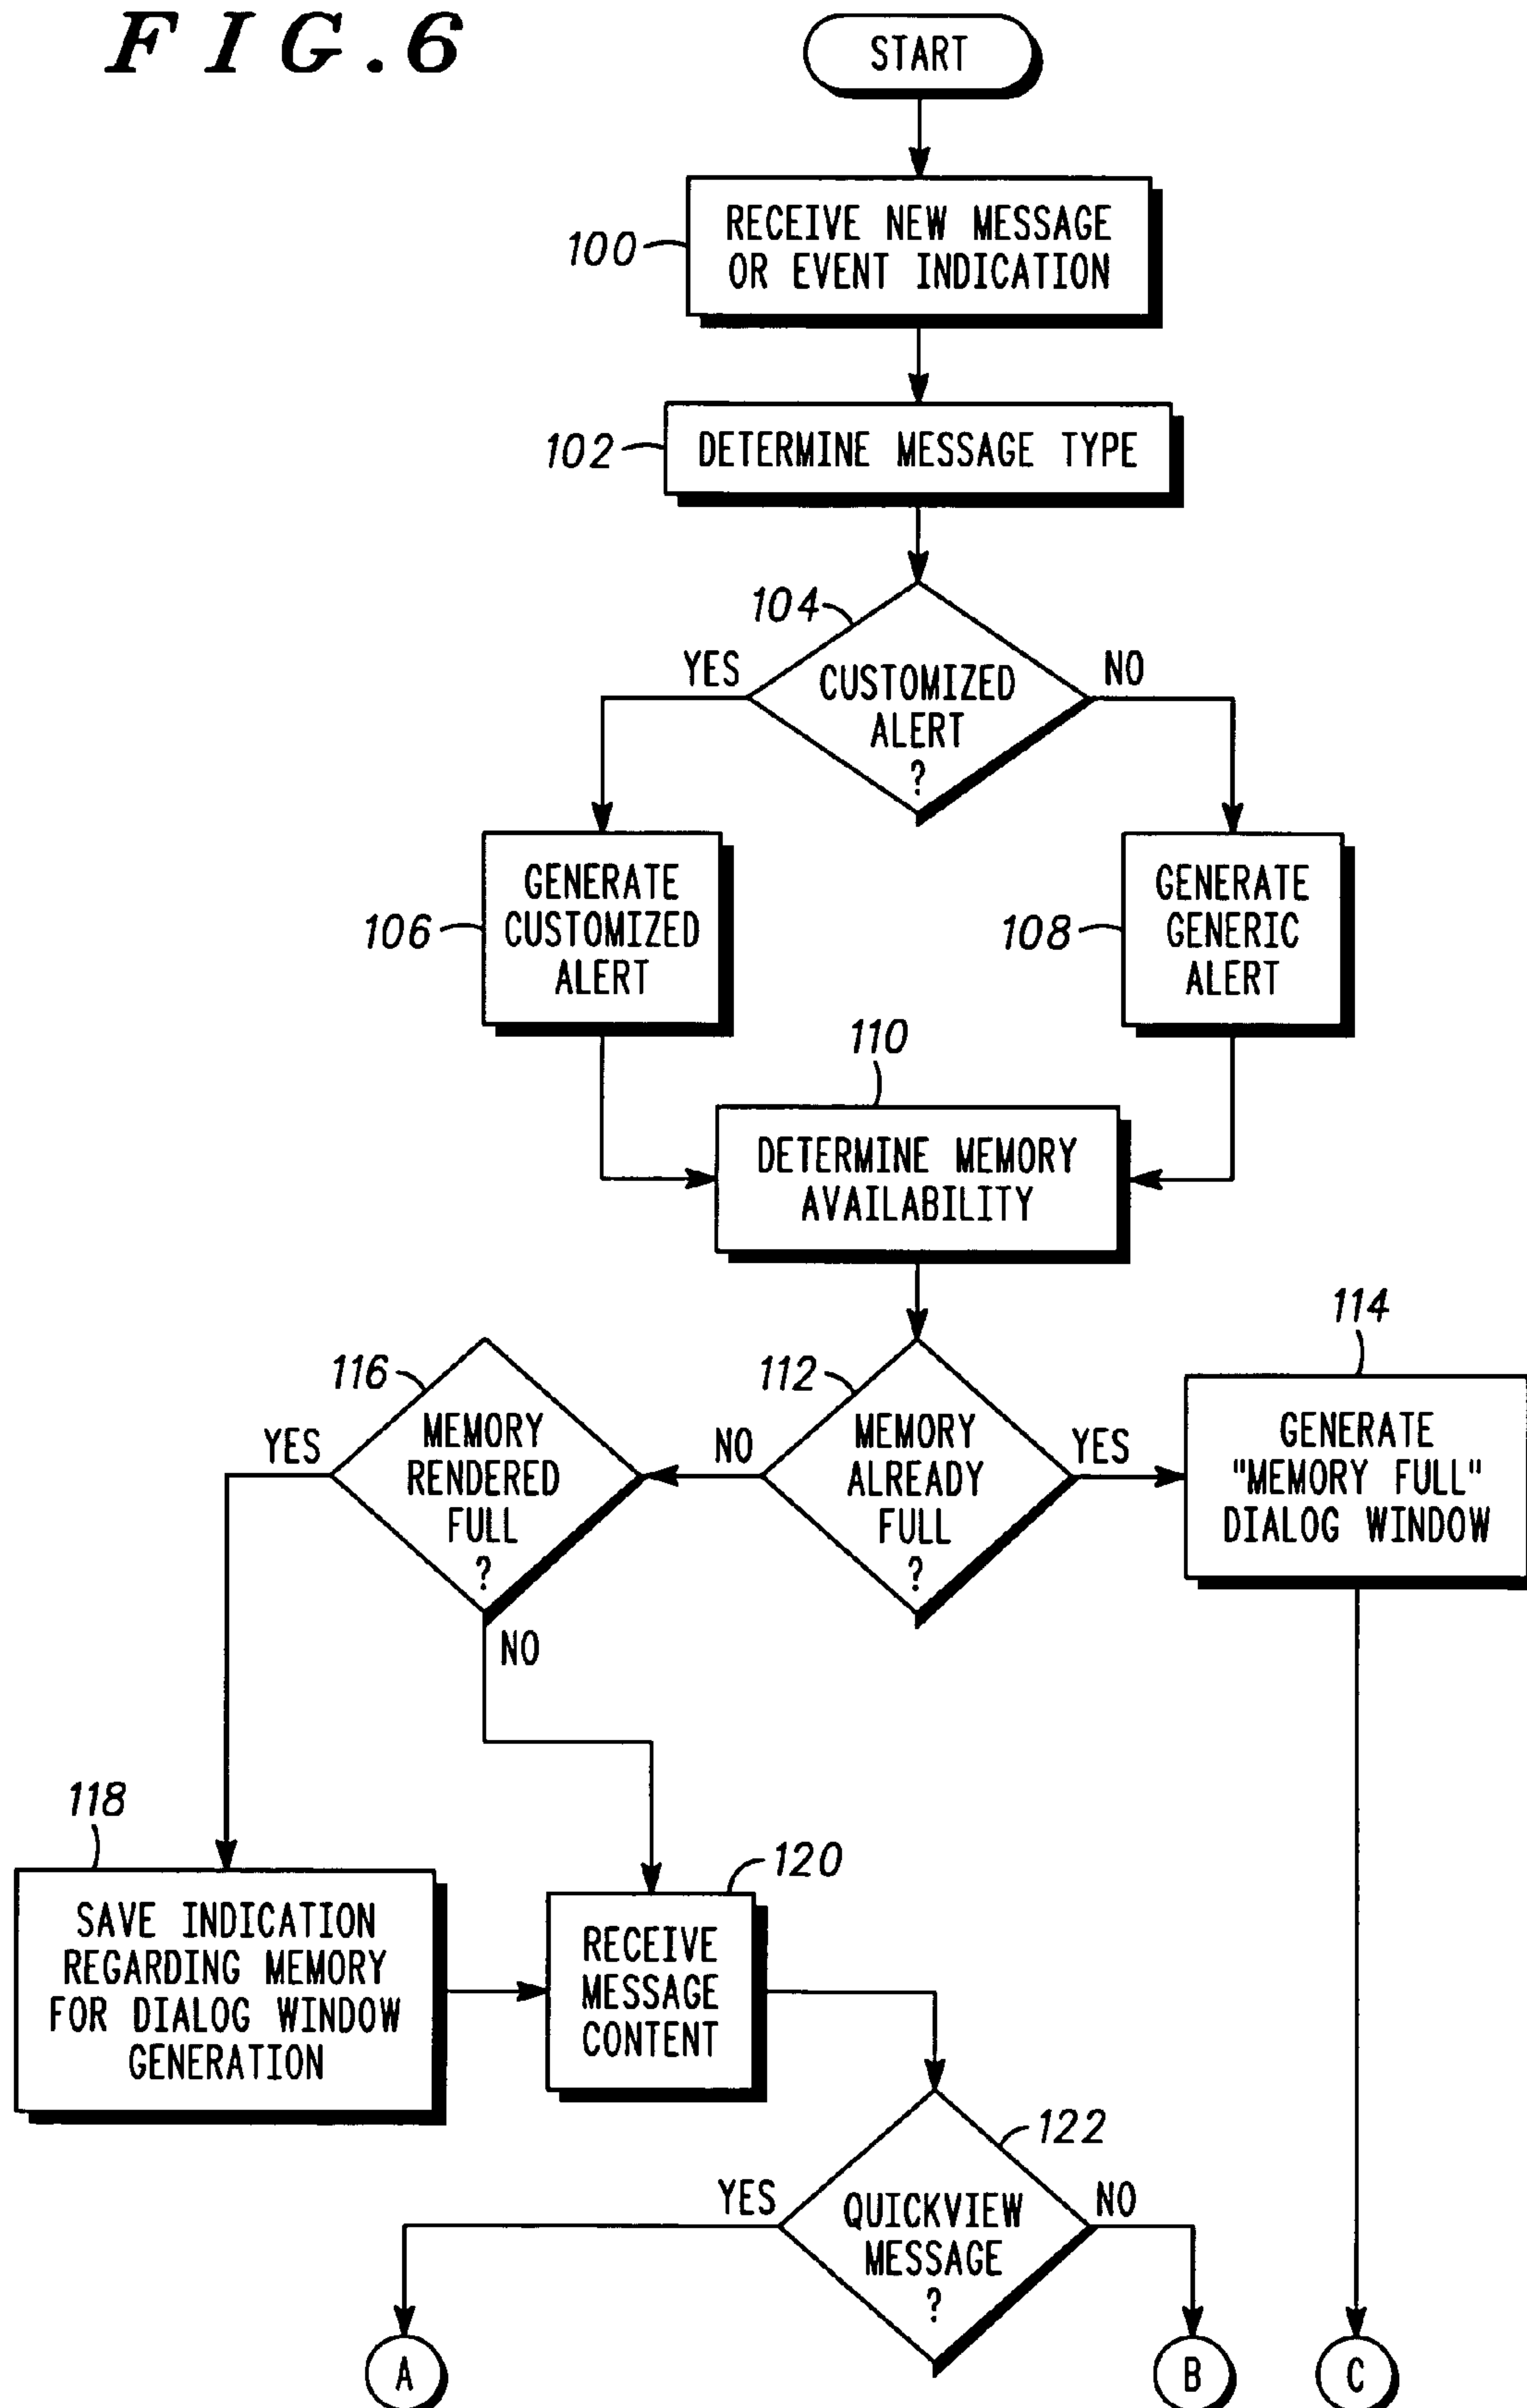 FIG.6
START
100
RECEIVE NEW MESSAGE
OR EVENT INDICATION
102
DETERMINE MESSAGE TYPE
104
YES
NO
CUSTOMIZED
ALERT
?
106
GENERATE
CUSTOMIZED
ALERT
108
GENERATE
GENERIC
ALERT
110
DETERMINE MEMORY
AVAILABILITY
116
YES
MEMORY
RENDERED
FULL
?
NO
112
NO
MEMORY
ALREADY
FULL
?
YES
114
GENERATE
"MEMORY FULL"
DIALOG WINDOW
118
SAVE INDICATION
REGARDING MEMORY
FOR DIALOG WINDOW
GENERATION
120
RECEIVE
MESSAGE
CONTENT
122
YES
QUICKVIEW
MESSAGE
?
NO
A
B
C